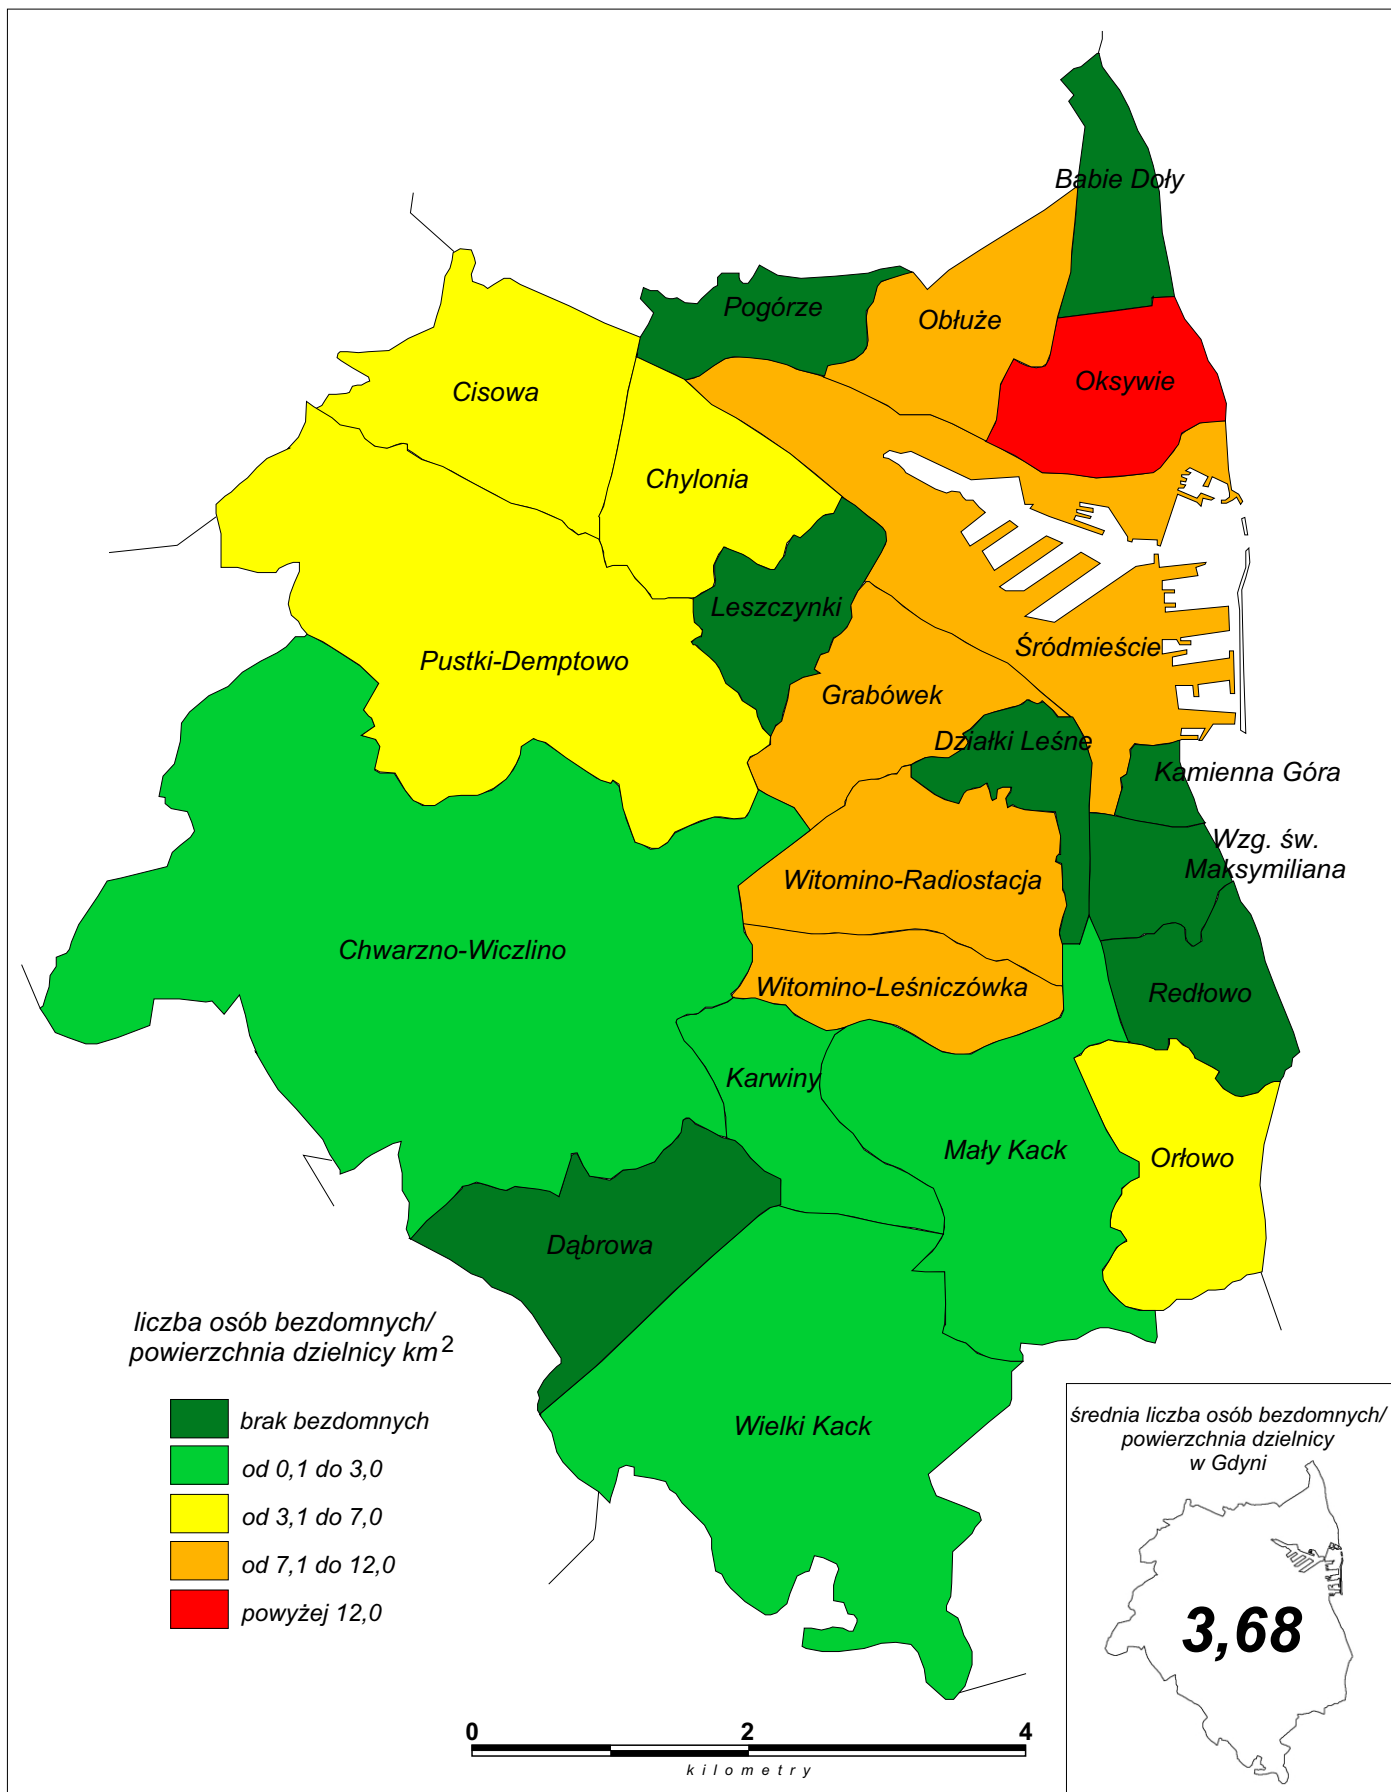 Babie Doły
Pogórze
Obłuże
Oksywie
Cisowa
Chylonia
Leszczynki
Śródmieście
Pustki-Demptowo
Grabówek
Działki Leśne
Kamienna Góra
Wzg. św.
Maksymiliana
Witomino-Radiostacja
Chwarzno-Wiczlino
Witomino-Leśniczówka
Redłowo
Karwiny
Mały Kack
Orłowo
Dąbrowa
Wielki Kack
liczba osób bezdomnych/
powierzchnia dzielnicy km²
brak bezdomnych
od 0,1 do 3,0
od 3,1 do 7,0
od 7,1 do 12,0
powyżej 12,0
średnia liczba osób bezdomnych/
powierzchnia dzielnicy
w Gdyni
3,68
0 2 4
kilometry